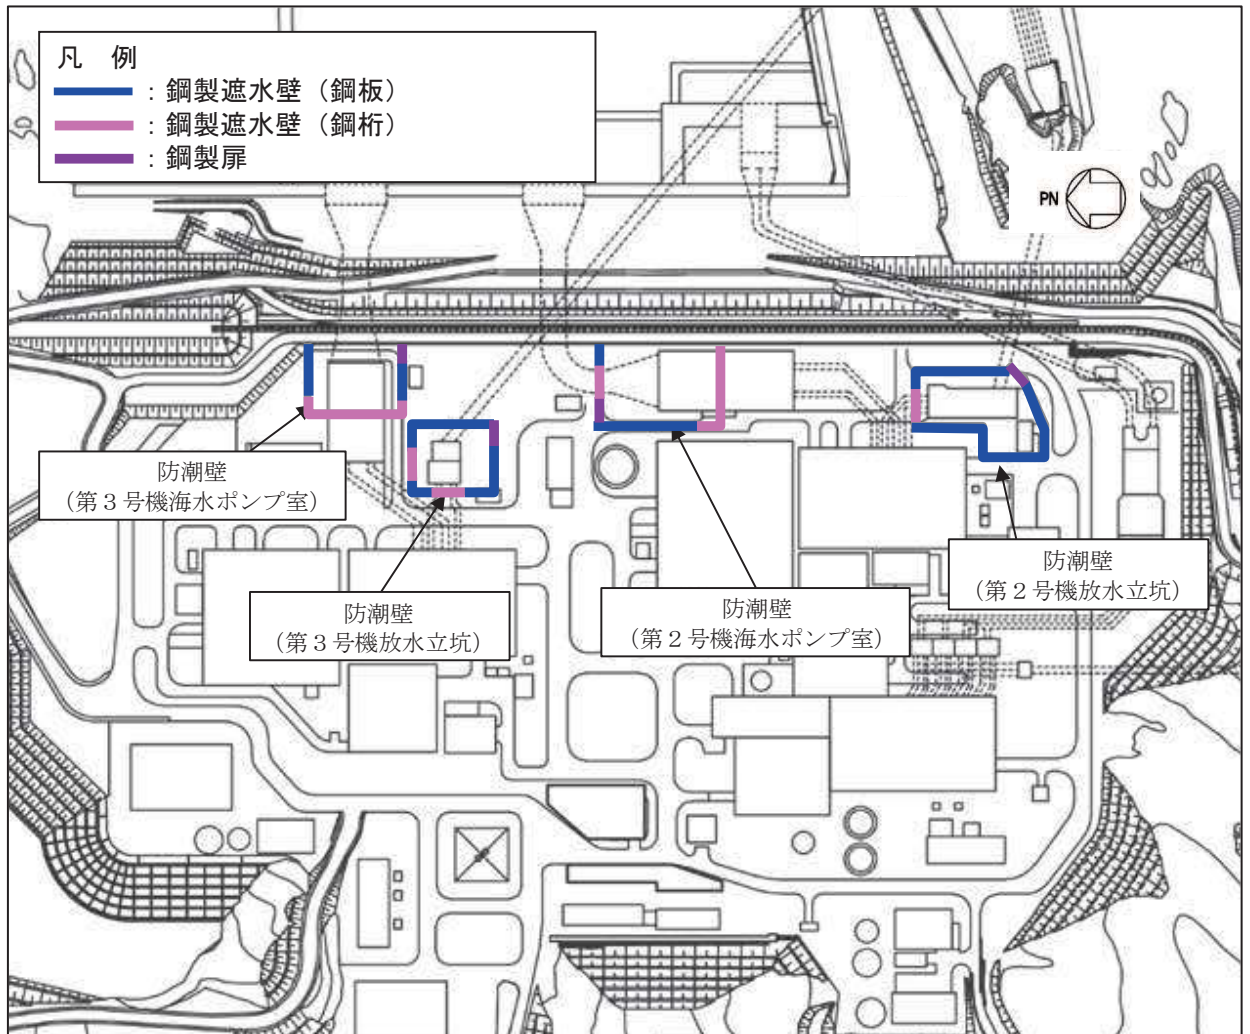 凡 例
：鋼製遮水壁（鋼板）
：鋼製遮水壁（鋼桁）
：鋼製扉
PN
防潮壁
（第３号機海水ポンプ室）
防潮壁
（第３号機放水立坑）
防潮壁
（第２号機海水ポンプ室）
防潮壁
（第２号機放水立坑）